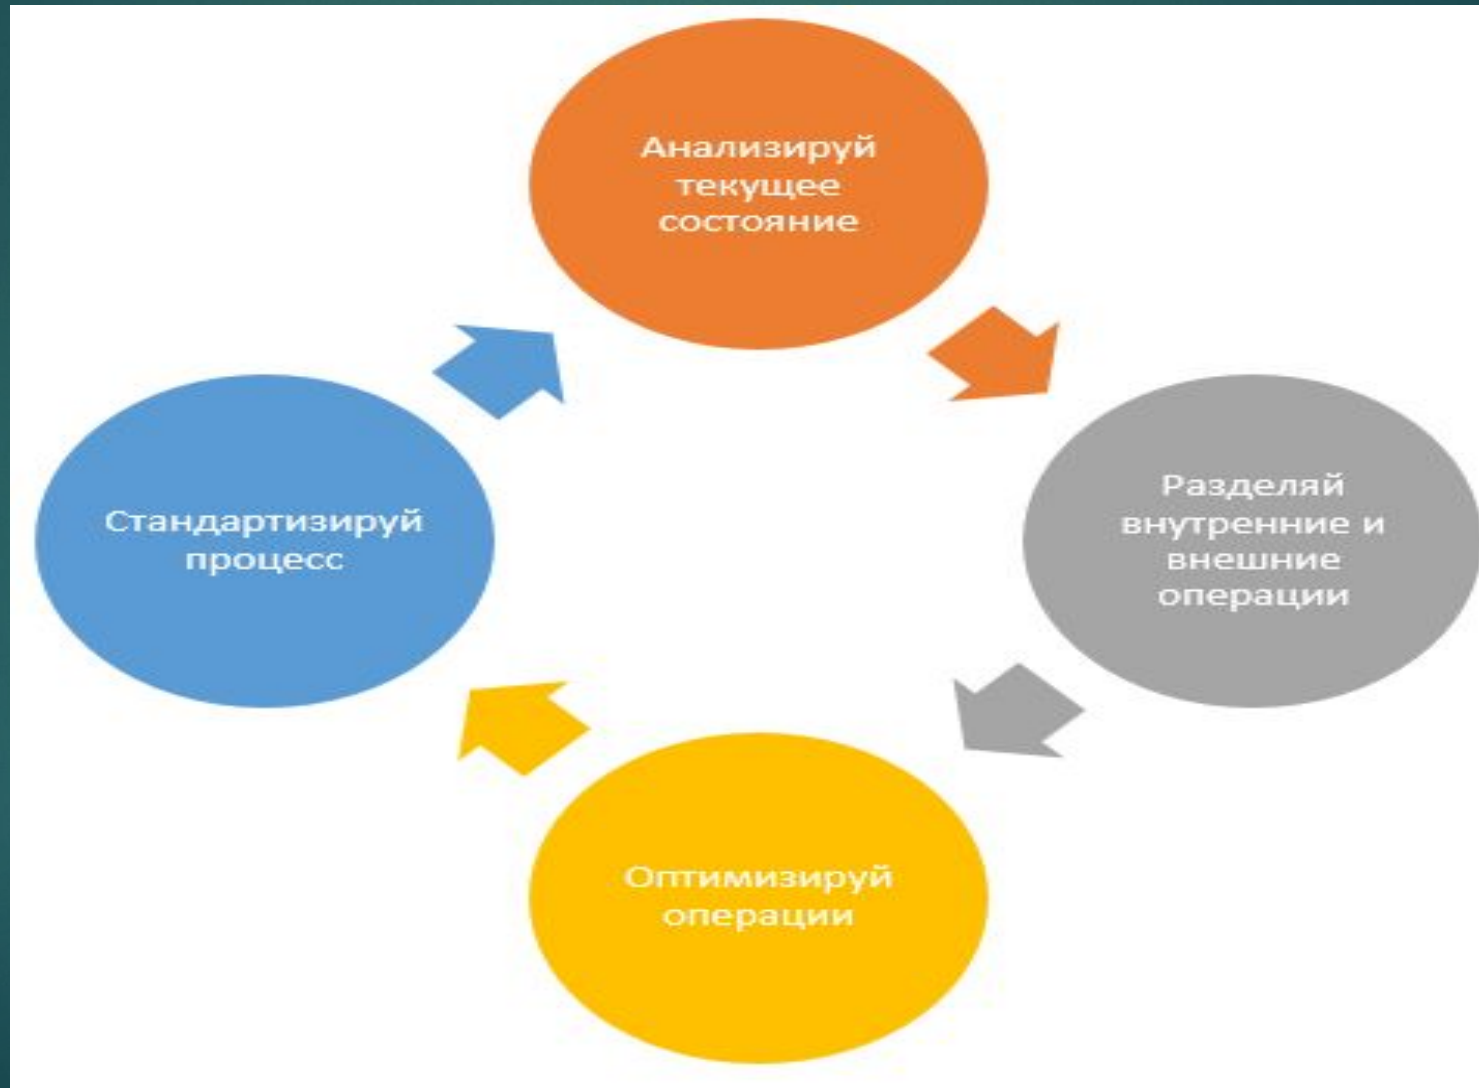 Анализируй
текущее
состояние
Разделяй
внутренние и
внешние
операции
Оптимизируй
операции
Стандартизируй
процесс